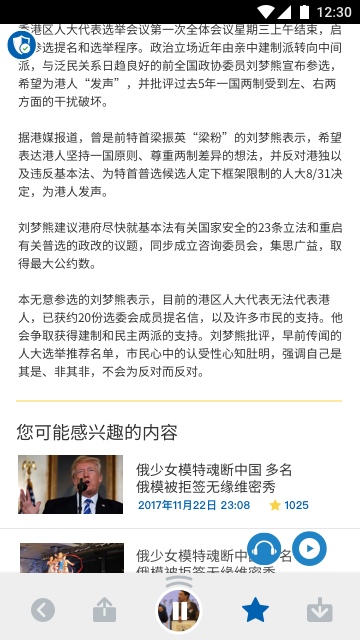 12:30
香港区人大代表选举会议第一次全体会议星期三上午结束，启
参选提名和选举程序。政治立场近年由亲中建制派转向中间
派，与泛民关系日趋良好的前全国政协委员刘梦熊宣布参选，
希望为港人“发声”，并批评过去5年一国两制受到左、右两
方面的干扰破坏。
据港媒报道，曾是前特首梁振英“梁粉”的刘梦熊表示，希望
表达港人坚持一国原则、尊重两制差异的想法，并反对港独以
及违反基本法、为特首普选候选人定下框架限制的人大8/31决
定，为港人发声。
刘梦熊建议港府尽快就基本法有关国家安全的23条立法和重启
有关普选的政改的议题，同步成立咨询委员会，集思广益，取
得最大公约数。
本无意参选的刘梦熊表示，目前的港区人大代表无法代表港
人，已获约20份选委会成员提名信，以及许多市民的支持。他
会争取获得建制和民主两派的支持。刘梦熊批评，早前传闻的
人大选举推荐名单，市民心中的认受性心知肚明，强调自己是
其是、非其非，不会为反对而反对。
您可能感兴趣的内容
俄少女模特魂断中国 多名
俄模被拒签无缘维密秀
2017年11月22日 23:08 1025
俄少女模特魂断中国 多名
俄模被拒签无缘维密秀